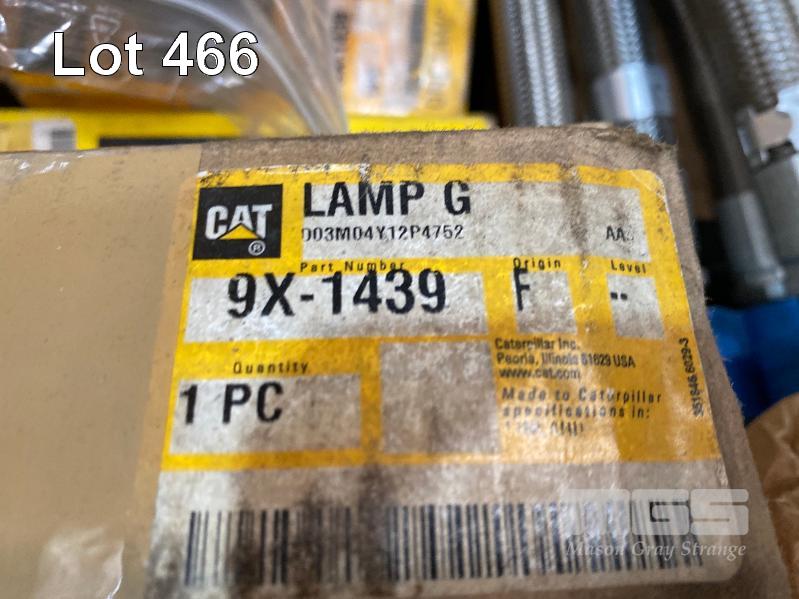 Lot 466
CAT
®
LAMP G
D03M04Y12P4752
AA
Part Number
Origin
Level
9X-1439
F
--
Caterpillar Inc.
Peoria, Illinois 61629 USA
www.cat.com
Quantity
1 PC
Made to Caterpillar
specifications in:
MGS
Mason Gray Strange